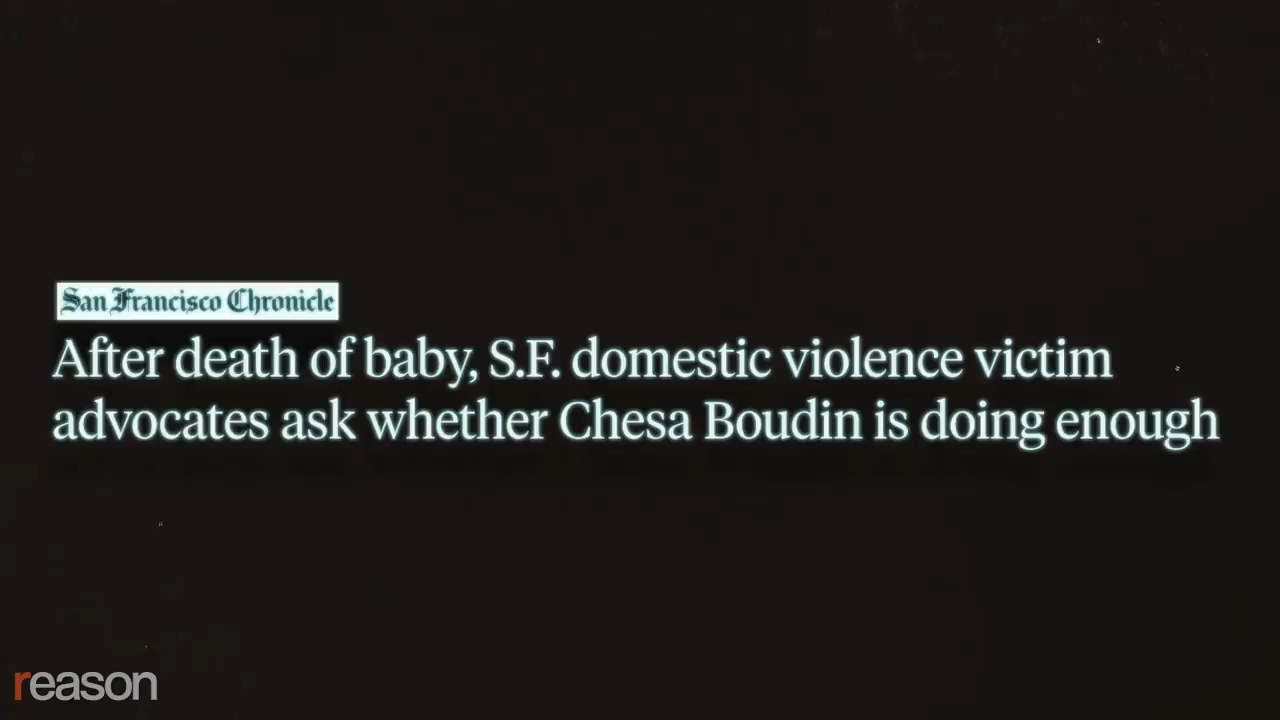 San Francisco Chronicle
After death of baby, S.F. domestic violence victim
advocates ask whether Chesa Boudin is doing enough
reason